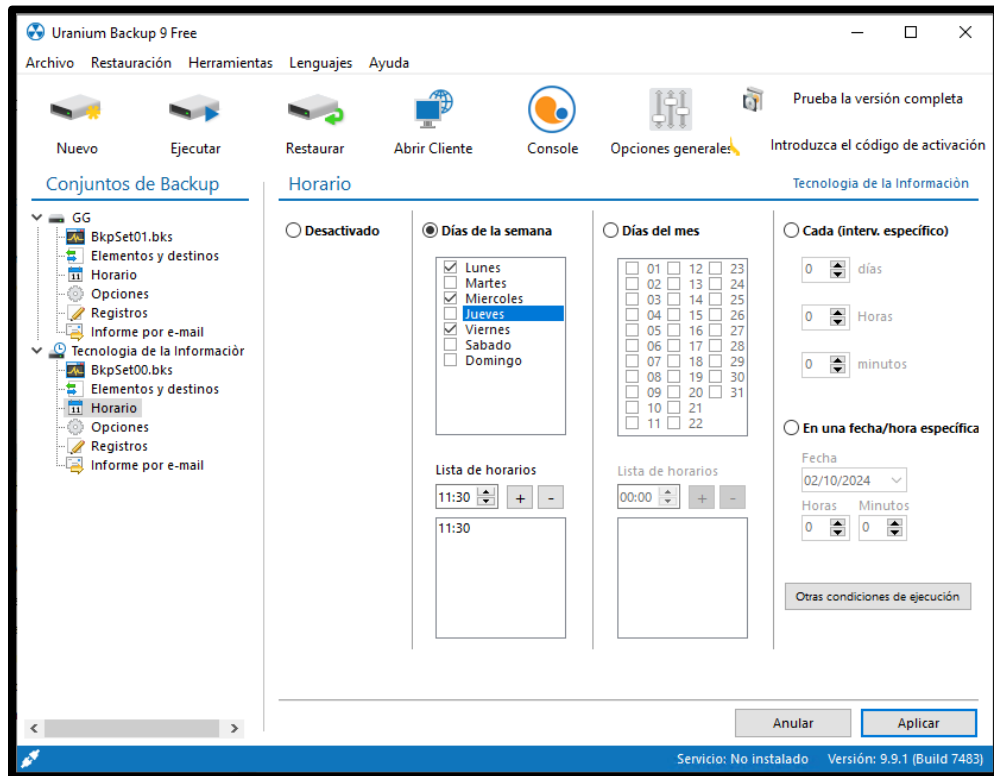 Uranium Backup 9 Free
Archivo Restauración Herramientas Lenguajes Ayuda
Nuevo
Ejecutar
Restaurar
Abrir Cliente
Console
Opciones generales
Prueba la versión completa
Introduzca el código de activación
Conjuntos de Backup
GG
BkpSet01.bks
Elementos y destinos
11 Horario
Opciones
Registros
Informe por e-mail
Tecnologia de la Informaciòn
BkpSet00.bks
Elementos y destinos
11 Horario
Opciones
Registros
Informe por e-mail
Horario
Tecnologia de la Informaciòn
Desactivado
Días de la semana
Lunes
Martes
Miercoles
Jueves
Viernes
Sabado
Domingo
Lista de horarios
11:30 + -
11:30
Días del mes
01 12 23
02 13 24
03 14 25
04 15 26
05 16 27
06 17 28
07 18 29
08 19 30
09 20 31
10 21
11 22
Lista de horarios
00:00 + -
Cada (interv. específico)
0 días
0 Horas
0 minutos
En una fecha/hora específica
Fecha
02/10/2024
Horas Minutos
0 0
Otras condiciones de ejecución
Anular
Aplicar
Servicio: No instalado Versión: 9.9.1 (Build 7483)